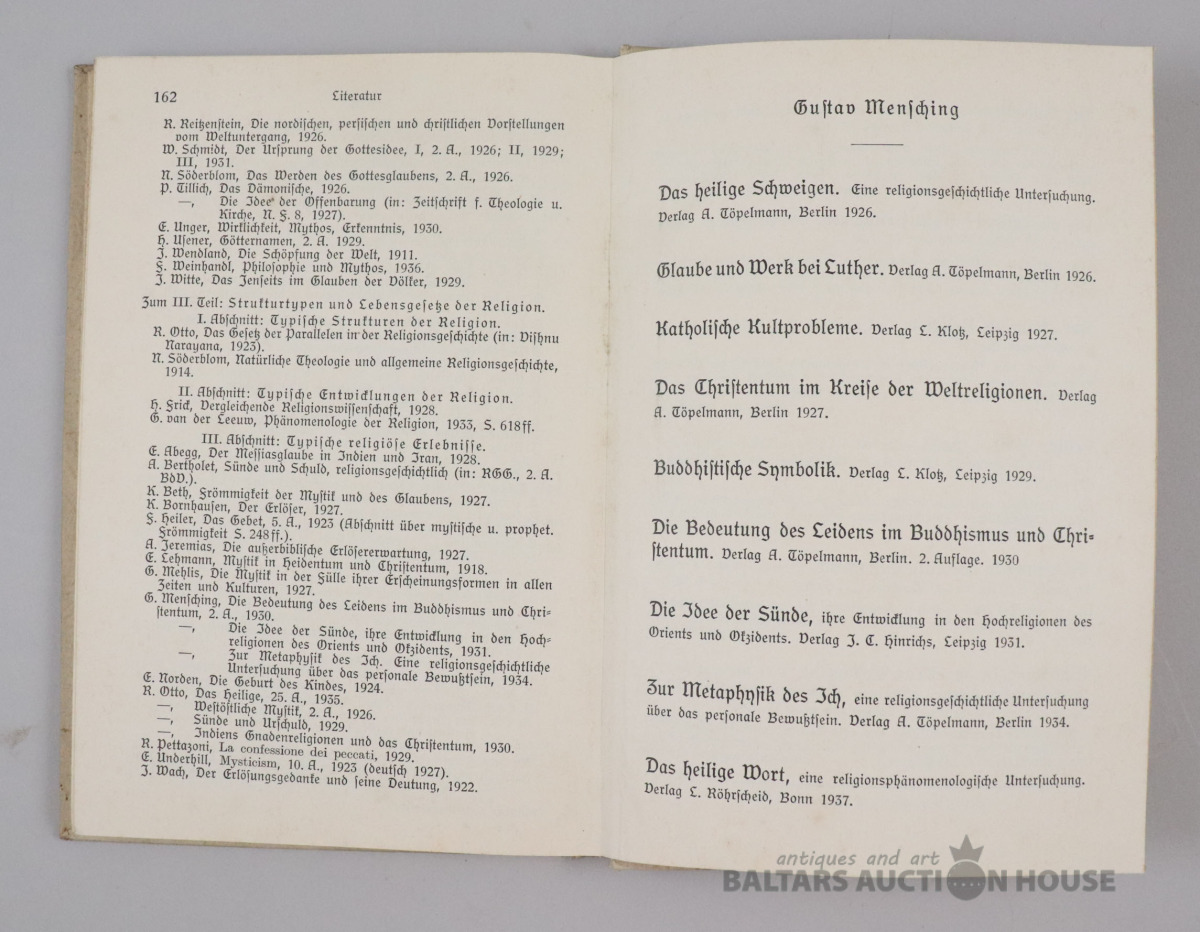 162 Literatur
R. Reitzenstein, Die nordischen, persischen und christlichen Vorstellungen
vom Weltuntergang, 1926.
W. Schmidt, Der Ursprung der Gottesidee, I, 2. A., 1926; II, 1929;
III, 1931.
N. Söderblom, Das Werden des Gottesglaubens, 2. A., 1926.
P. Tillich, Das Dämonische, 1926.
—, Die Idee der Offenbarung (in: Zeitschrift f. Theologie u.
Kirche, N. F. 8, 1927).
E. Unger, Wirklichkeit, Mythos, Erkenntnis, 1930.
H. Usener, Götternamen, 2. A. 1929.
J. Wendland, Die Schöpfung der Welt, 1911.
F. Weinhandl, Philosophie und Mythos, 1936.
J. Witte, Das Jenseits im Glauben der Völker, 1929.
Zum III. Teil: Strukturtypen und Lebensgesetze der Religion.
I. Abschnitt: Typische Strukturen der Religion.
R. Otto, Das Gesetz der Parallelen in der Religionsgeschichte (in: Vishnu
Narayana, 1923).
N. Söderblom, Natürliche Theologie und allgemeine Religionsgeschichte,
1914.
II. Abschnitt: Typische Entwicklungen der Religion.
H. Frick, Vergleichende Religionswissenschaft, 1928.
G. van der Leeuw, Phänomenologie der Religion, 1933, S. 618ff.
III. Abschnitt: Typische religiöse Erlebnisse.
E. Abegg, Der Messiasglaube in Indien und Iran, 1928.
A. Bertholet, Sünde und Schuld, religionsgeschichtlich (in: RGG., 2. A.
BdV.).
K. Beth, Frömmigkeit der Mystik und des Glaubens, 1927.
K. Bornhausen, Der Erlöser, 1927.
F. Heiler, Das Gebet, 5. A., 1923 (Abschnitt über mystische u. prophet.
Frömmigkeit S. 248ff.).
A. Jeremias, Die außerbiblische Erlösererwartung, 1927.
E. Lehmann, Mystik in Heidentum und Christentum, 1918.
G. Mehlis, Die Mystik in der Fülle ihrer Erscheinungsformen in allen
Zeiten und Kulturen, 1927.
G. Mensching, Die Bedeutung des Leidens im Buddhismus und Chri-
stentum, 2. A., 1930.
—, Die Idee der Sünde, ihre Entwicklung in den Hoch-
religionen des Orients und Okzidents, 1931.
—, Zur Metaphysik des Ich. Eine religionsgeschichtliche
Untersuchung über das personale Bewußtsein, 1934.
E. Norden, Die Geburt des Kindes, 1924.
R. Otto, Das Heilige, 25. A., 1935.
—, Westöstliche Mystik, 2. A., 1926.
—, Sünde und Urschuld, 1929.
—, Indiens Gnadenreligionen und das Christentum, 1930.
R. Pettazoni, La confessione dei peccati, 1929.
E. Underhill, Mysticism, 10. A., 1923 (deutsch 1927).
J. Wach, Der Erlösungsgedanke und seine Deutung, 1922.
Gustav Mensching
Das heilige Schweigen. Eine religionsgeschichtliche Untersuchung.
Verlag A. Töpelmann, Berlin 1926.
Glaube und Werk bei Luther. Verlag A. Töpelmann, Berlin 1926.
Katholische Kultprobleme. Verlag L. Klotz, Leipzig 1927.
Das Christentum im Kreise der Weltreligionen. Verlag
A. Töpelmann, Berlin 1927.
Buddhistische Symbolik. Verlag L. Klotz, Leipzig 1929.
Die Bedeutung des Leidens im Buddhismus und Chri-
stentum. Verlag A. Töpelmann, Berlin. 2. Auflage. 1930
Die Idee der Sünde, ihre Entwicklung in den Hochreligionen des
Orients und Okzidents. Verlag J. C. Hinrichs, Leipzig 1931.
Zur Metaphysik des Ich, eine religionsgeschichtliche Untersuchung
über das personale Bewußtsein. Verlag A. Töpelmann, Berlin 1934.
Das heilige Wort, eine religionsphänomenologische Untersuchung.
Verlag L. Röhrscheid, Bonn 1937.
antiques and art
BALTARS AUCTION HOUSE